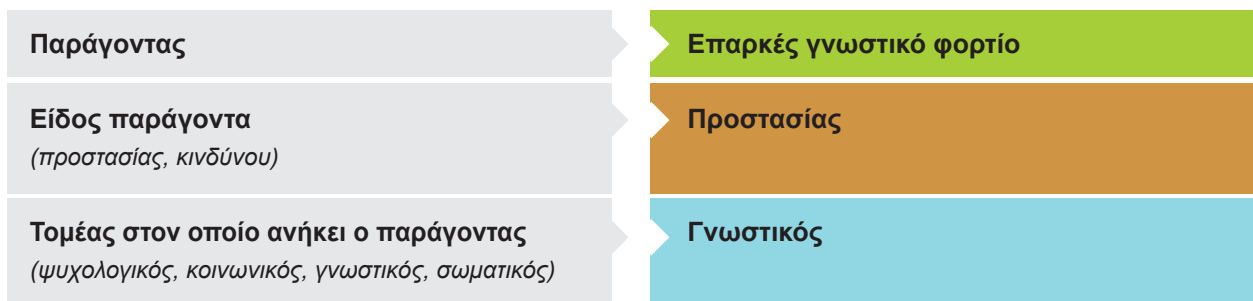 Παράγοντας
Επαρκές γνωστικό φορτίο
Είδος παράγοντα
(προστασίας, κινδύνου)
Προστασίας
Τομέας στον οποίο ανήκει ο παράγοντας
(ψυχολογικός, κοινωνικός, γνωστικός, σωματικός)
Γνωστικός